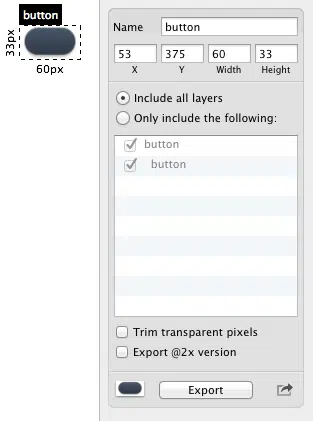 button
33px
60px
Name button
53 375 60 33
X Y Width Height
Include all layers
Only include the following:
button
button
Trim transparent pixels
Export @2x version
Export